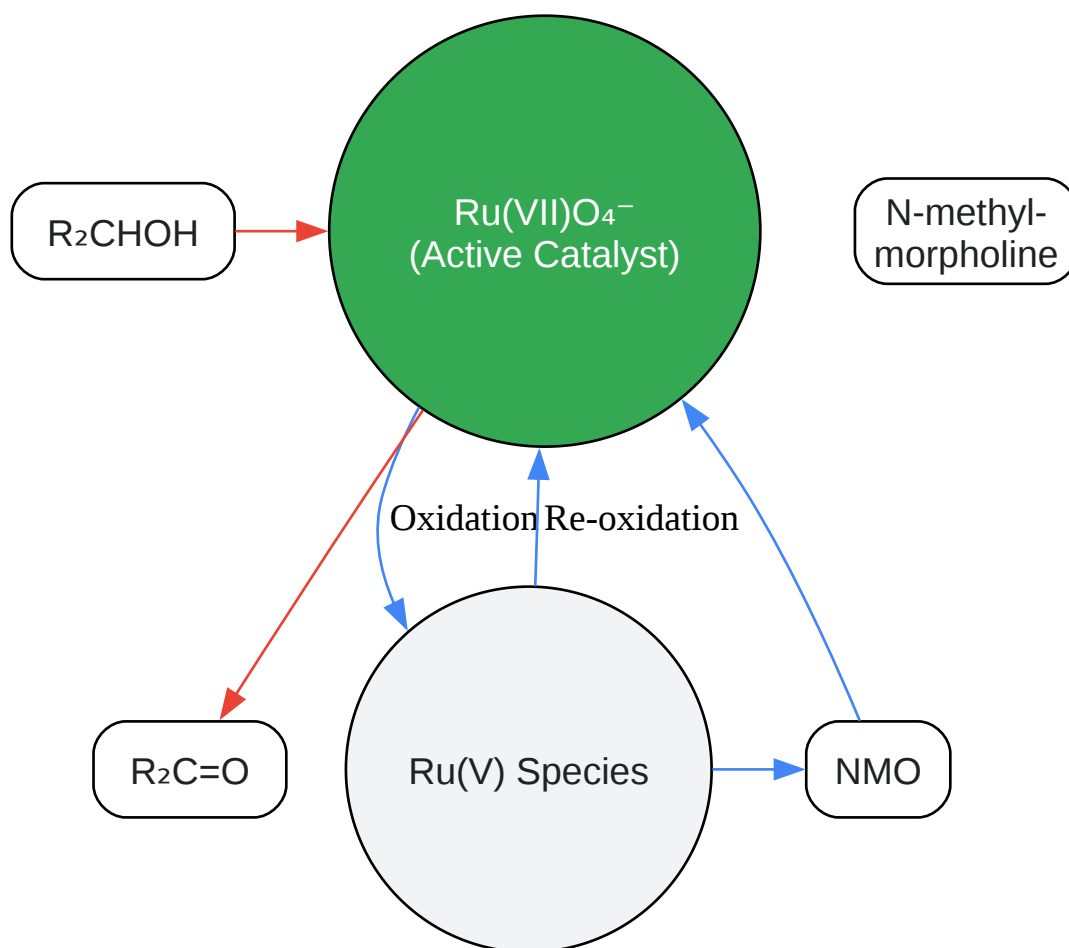 R₂CHOH
Ru(VII)O₄⁻
(Active Catalyst)
N-methyl-
morpholine
Oxidation
Re-oxidation
R₂C=O
Ru(V) Species
NMO